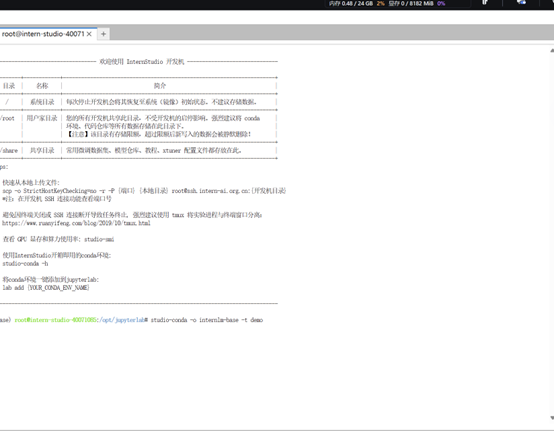 内存 0.48 / 24 GB 2% 显存 0 / 8182 MiB 0%
root@intern-studio-40071 × +
欢迎使用 InternStudio 开发机
目录 名称 简介
/ 系统目录 每次停止开发机会将其恢复至系统（镜像）初始状态。不建议存储数据。
/root 用户家目录 您的所有开发机共享此目录，不受开发机的启停影响。强烈建议将 conda
环境、代码仓库等所有数据存储在此目录下。
【注意】该目录有存储限额，超过限额后新写入的数据会被静默删除！
/share 共享目录 常用微调数据集、模型仓库、教程、xtuner 配置文件都存放在此。
ps:
快速从本地上传文件:
scp -o StrictHostKeyChecking=no -r -P {端口} {本地目录} root@ssh.intern-ai.org.cn:{开发机目录}
*注: 在开发机 SSH 连接功能查看端口号
避免因终端关闭或 SSH 连接断开导致任务终止, 强烈建议使用 tmux 将实验进程与终端窗口分离:
https://www.ruanyifeng.com/blog/2019/10/tmux.html
查看 GPU 显存和算力使用率: studio-smi
使用InternStudio开箱即用的conda环境:
studio-conda -h
将conda环境一键添加到jupyterlab:
lab add {YOUR_CONDA_ENV_NAME}
ase) root@intern-studio-40071080:/opt/jupyterlab# studio-conda -o internlm-base -t demo